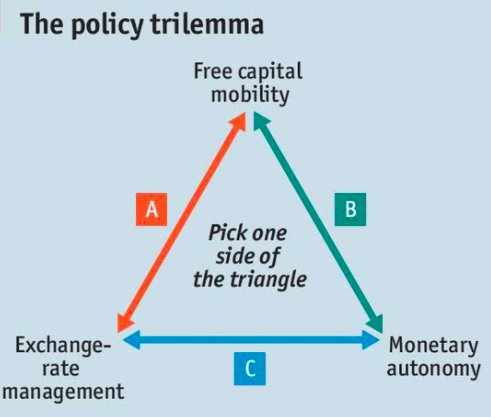 The policy trilemma
Free capital
mobility
A
B
Pick one
side of
the triangle
Exchange-
rate
management
Monetary
autonomy
C